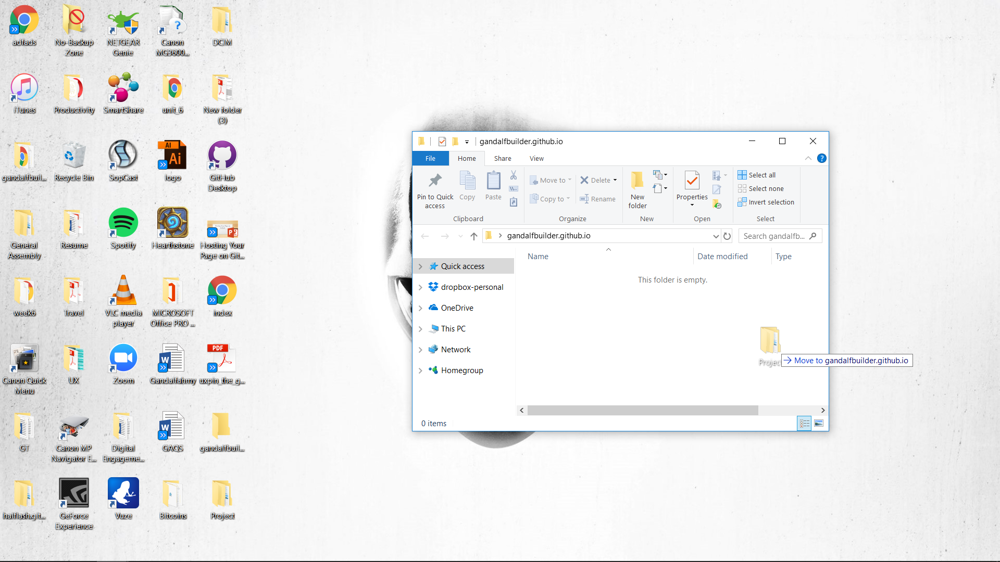 adfads
No-Backup
Zone
NETGEAR
Genie
Canon
MG3600...
DCIM
iTunes
Productivity
SmartShare
unit_6
New folder
(3)
gandalfbuil...
Recycle Bin
SopCast
Ai
Ai
logo
GitHub
Desktop
General
Assembly
Resume
Spotify
Hearthstone
Hosting Your
Page on Git...
week6
Travel
VLC media
player
MICROSOFT
Office PRO ...
index
Canon Quick
Menu
UX
Zoom
W
Gandalfahmy
PDF
uxpin_the_g...
GT
Canon MP
Navigator E...
Digital
Engageme...
W
GAQS
gandalfbuil...
halflash.git...
GeForce
Experience
Vuze
Bitcoins
Project
gandalfbuilder.github.io
File
Home
Share
View
Pin to Quick
access
Copy
Paste
Clipboard
Move to
Copy to
Delete
Rename
Organize
New
folder
New
Properties
Open
Select all
Select none
Invert selection
Select
gandalfbuilder.github.io
Search gandalfb...
Name
Date modified
Type
Quick access
dropbox-personal
OneDrive
This PC
Network
Homegroup
This folder is empty.
Project
Move to gandalfbuilder.github.io
0 items